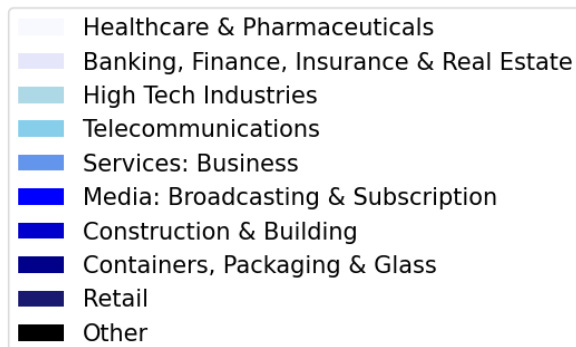 Healthcare & Pharmaceuticals
Banking, Finance, Insurance & Real Estate
High Tech Industries
Telecommunications
Services: Business
Media: Broadcasting & Subscription
Construction & Building
Containers, Packaging & Glass
Retail
Other